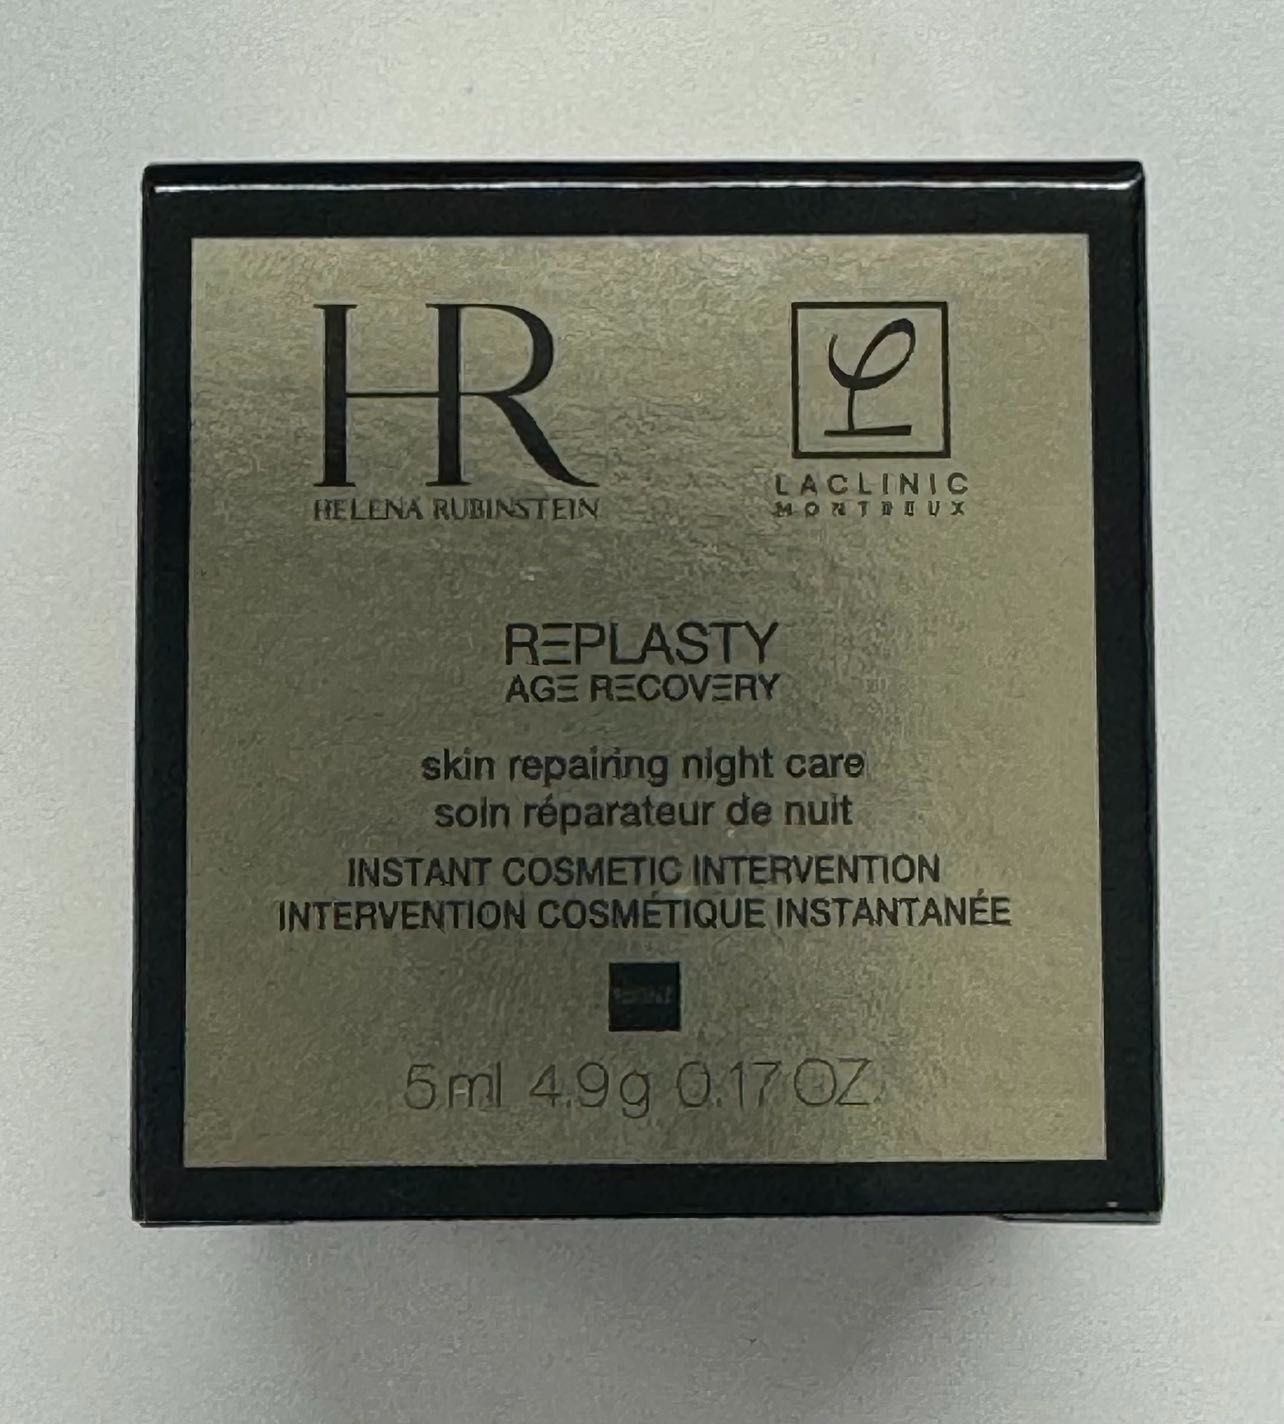 HR
HELENA RUBINSTEIN
LACLINIC
MONTREUX
REPLASTY
AGE RECOVERY
skin repairing night care
soin réparateur de nuit
INSTANT COSMETIC INTERVENTION
INTERVENTION COSMÉTIQUE INSTANTANÉE
5ml 4.9g 0.17 OZ.